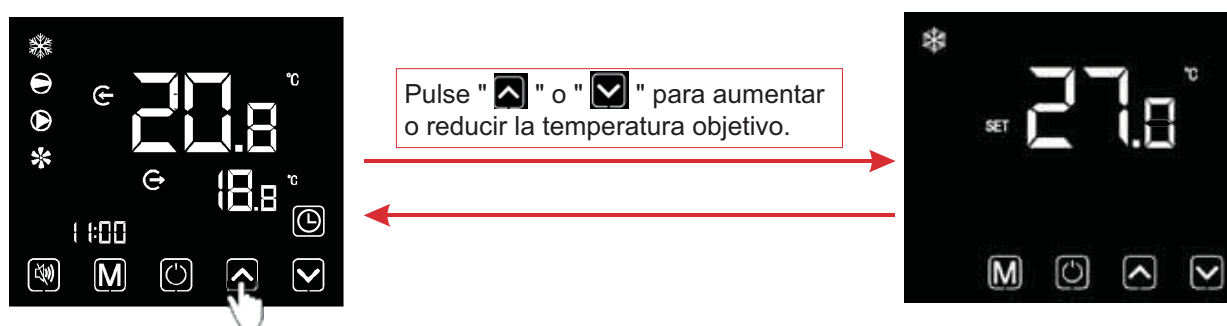 20.8 °C
18.8 °C
11:00
M
Pulse " " o " " para aumentar
o reducir la temperatura objetivo.
°C
SET 27.8
M